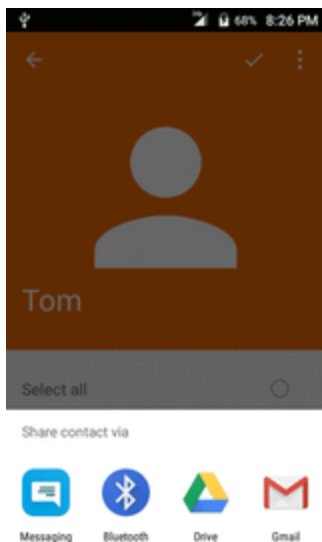 68% 8:26 PM
Tom
Select all
Share contact via
Messaging Bluetooth Drive Gmail